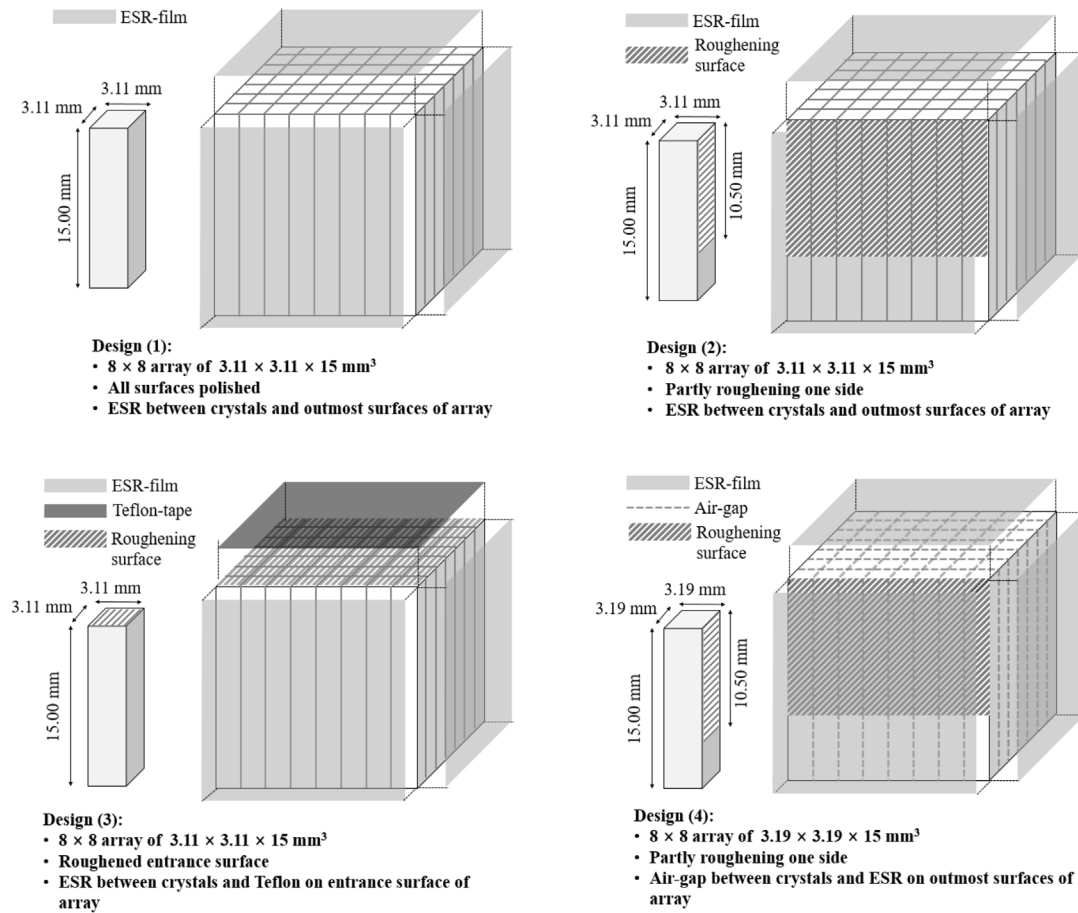 ESR-film
3.11 mm
3.11 mm
15.00 mm
Design (1):
• 8 × 8 array of 3.11 × 3.11 × 15 mm³
• All surfaces polished
• ESR between crystals and outmost surfaces of array
ESR-film
Roughening
surface
3.11 mm
3.11 mm
15.00 mm
10.50 mm
Design (2):
• 8 × 8 array of 3.11 × 3.11 × 15 mm³
• Partly roughening one side
• ESR between crystals and outmost surfaces of array
ESR-film
Teflon-tape
Roughening
surface
3.11 mm
3.11 mm
15.00 mm
Design (3):
• 8 × 8 array of 3.11 × 3.11 × 15 mm³
• Roughened entrance surface
• ESR between crystals and Teflon on entrance surface of
array
ESR-film
Air-gap
Roughening
surface
3.19 mm
3.19 mm
15.00 mm
10.50 mm
Design (4):
• 8 × 8 array of 3.19 × 3.19 × 15 mm³
• Partly roughening one side
• Air-gap between crystals and ESR on outmost surfaces of
array